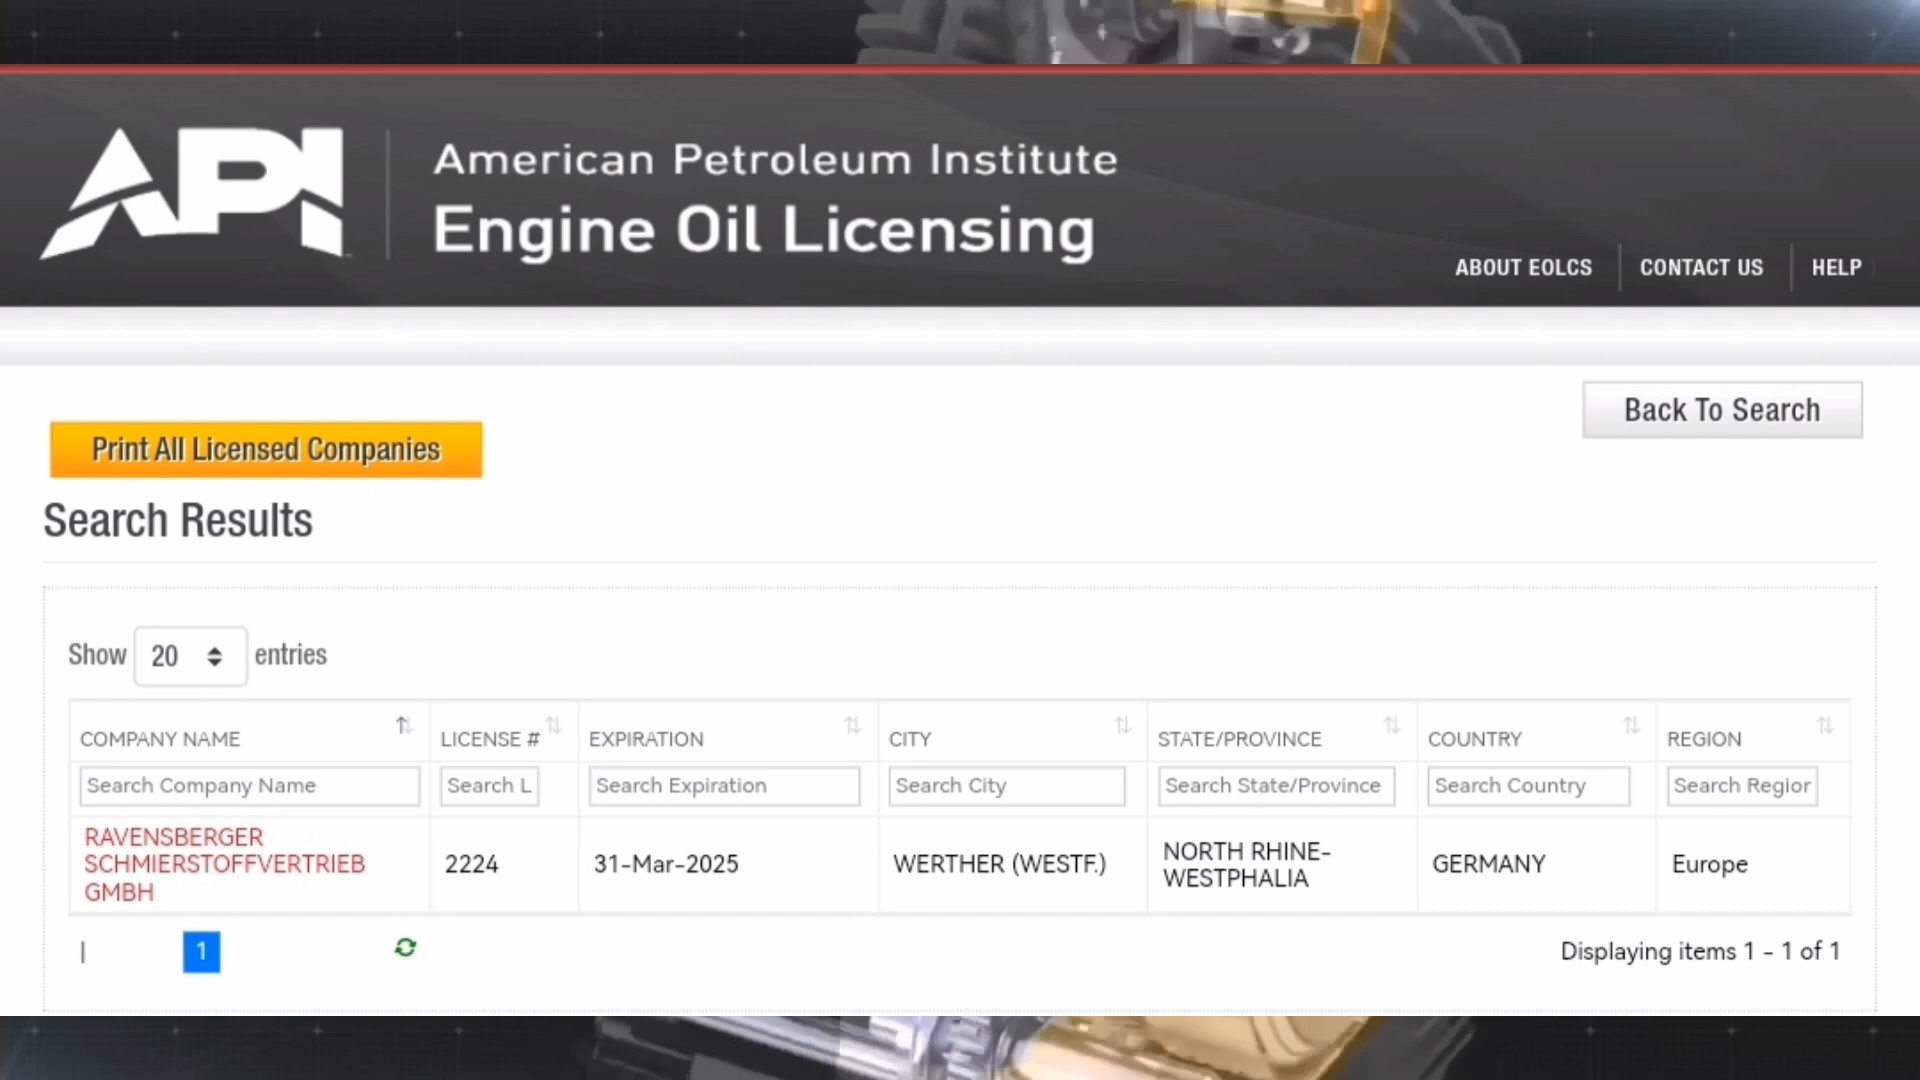 API
American Petroleum Institute
Engine Oil Licensing
ABOUT EOLCS
CONTACT US
HELP
Back To Search
Print All Licensed Companies
Search Results
Show 20 entries
COMPANY NAME
LICENSE #
EXPIRATION
CITY
STATE/PROVINCE
COUNTRY
REGION
Search Company Name
Search L
Search Expiration
Search City
Search State/Province
Search Country
Search Region
RAVENSBERGER
SCHMIERSTOFFVERTRIEB
GMBH
2224
31-Mar-2025
WERTHER (WESTF.)
NORTH RHINE-
WESTPHALIA
GERMANY
Europe
1
Displaying items 1 - 1 of 1